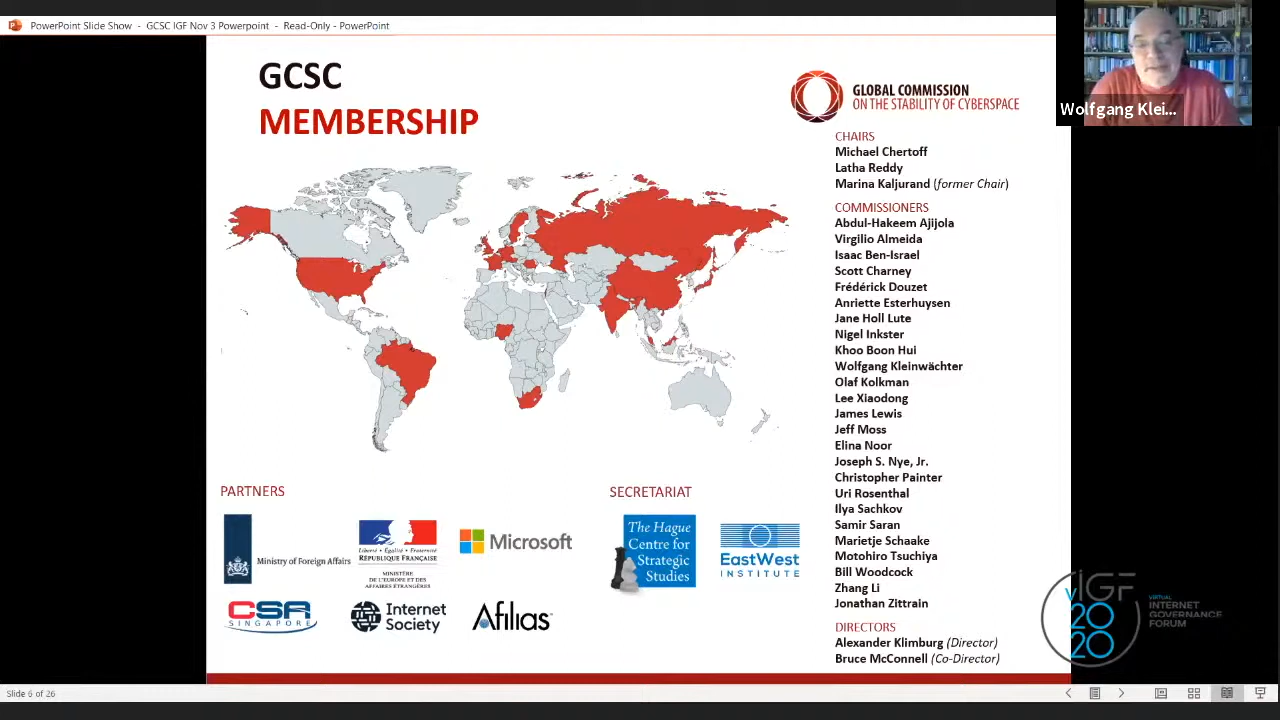 PowerPoint Slide Show - GCSC IGF Nov 3 Powerpoint - Read-Only - PowerPoint
Wolfgang Klei...
GCSC
MEMBERSHIP
GLOBAL COMMISSION
ON THE STABILITY OF CYBERSPACE
CHAIRS
Michael Chertoff
Latha Reddy
Marina Kaljurand (former Chair)
COMMISSIONERS
Abdul-Hakeem Ajijola
Virgilio Almeida
Isaac Ben-Israel
Scott Charney
Frédérick Douzet
Anriette Esterhuysen
Jane Holl Lute
Nigel Inkster
Khoo Boon Hui
Wolfgang Kleinwächter
Olaf Kolkman
Lee Xiaodong
James Lewis
Jeff Moss
Elina Noor
Joseph S. Nye, Jr.
Christopher Painter
Uri Rosenthal
Ilya Sachkov
Samir Saran
Marietje Schaake
Motohiro Tsuchiya
Bill Woodcock
Zhang Li
Jonathan Zittrain
DIRECTORS
Alexander Klimburg (Director)
Bruce McConnell (Co-Director)
PARTNERS
Ministry of Foreign Affairs
Liberté • Égalité • Fraternité
RÉPUBLIQUE FRANÇAISE
MINISTÈRE
DE L'EUROPE ET DES
AFFAIRES ÉTRANGÈRES
Microsoft
CSA
SINGAPORE
Internet
Society
Afilias
SECRETARIAT
The Hague
Centre for
Strategic
Studies
EastWest
INSTITUTE
vIGF
2020
VIRTUAL
INTERNET
GOVERNANCE
FORUM
Slide 6 of 26